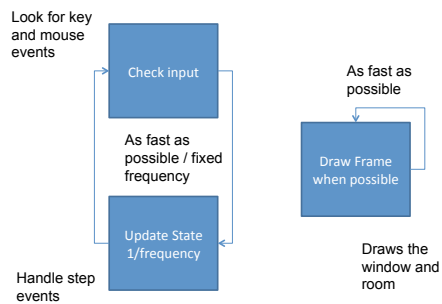 Look for key
and mouse
events
Check input
As fast as
possible / fixed
frequency
Update State
1/frequency
Handle step
events
As fast as
possible
Draw Frame
when possible
Draws the
window and
room